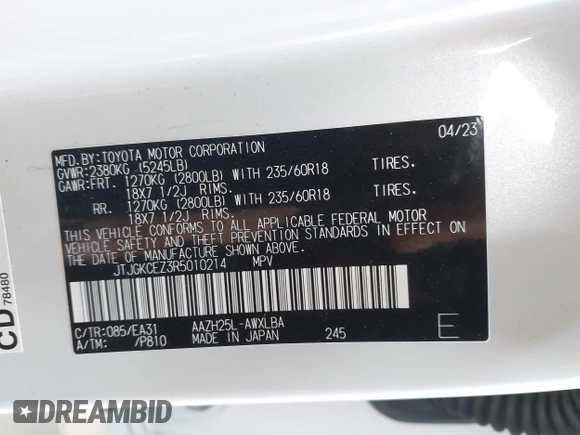 04/23
MFD.BY:TOYOTA MOTOR CORPORATION
GVWR:2380KG (5245LB)
GAWR:FRT. 1270KG (2800LB) WITH 235/60R18 TIRES.
18X7 1/2J RIMS.
RR. 1270KG (2800LB) WITH 235/60R18 TIRES.
18X7 1/2J RIMS.
THIS VEHICLE CONFORMS TO ALL APPLICABLE FEDERAL MOTOR
VEHICLE SAFETY AND THEFT PREVENTION STANDARDS IN EFFECT ON
THE DATE OF MANUFACTURE SHOWN ABOVE.
JTJGKCEZ3R5010214 MPV
C/TR:085/EA31 AAZH25L-AWXLBA
A/TM: /P810 MADE IN JAPAN 245 E
CD 78480
DREAMBID